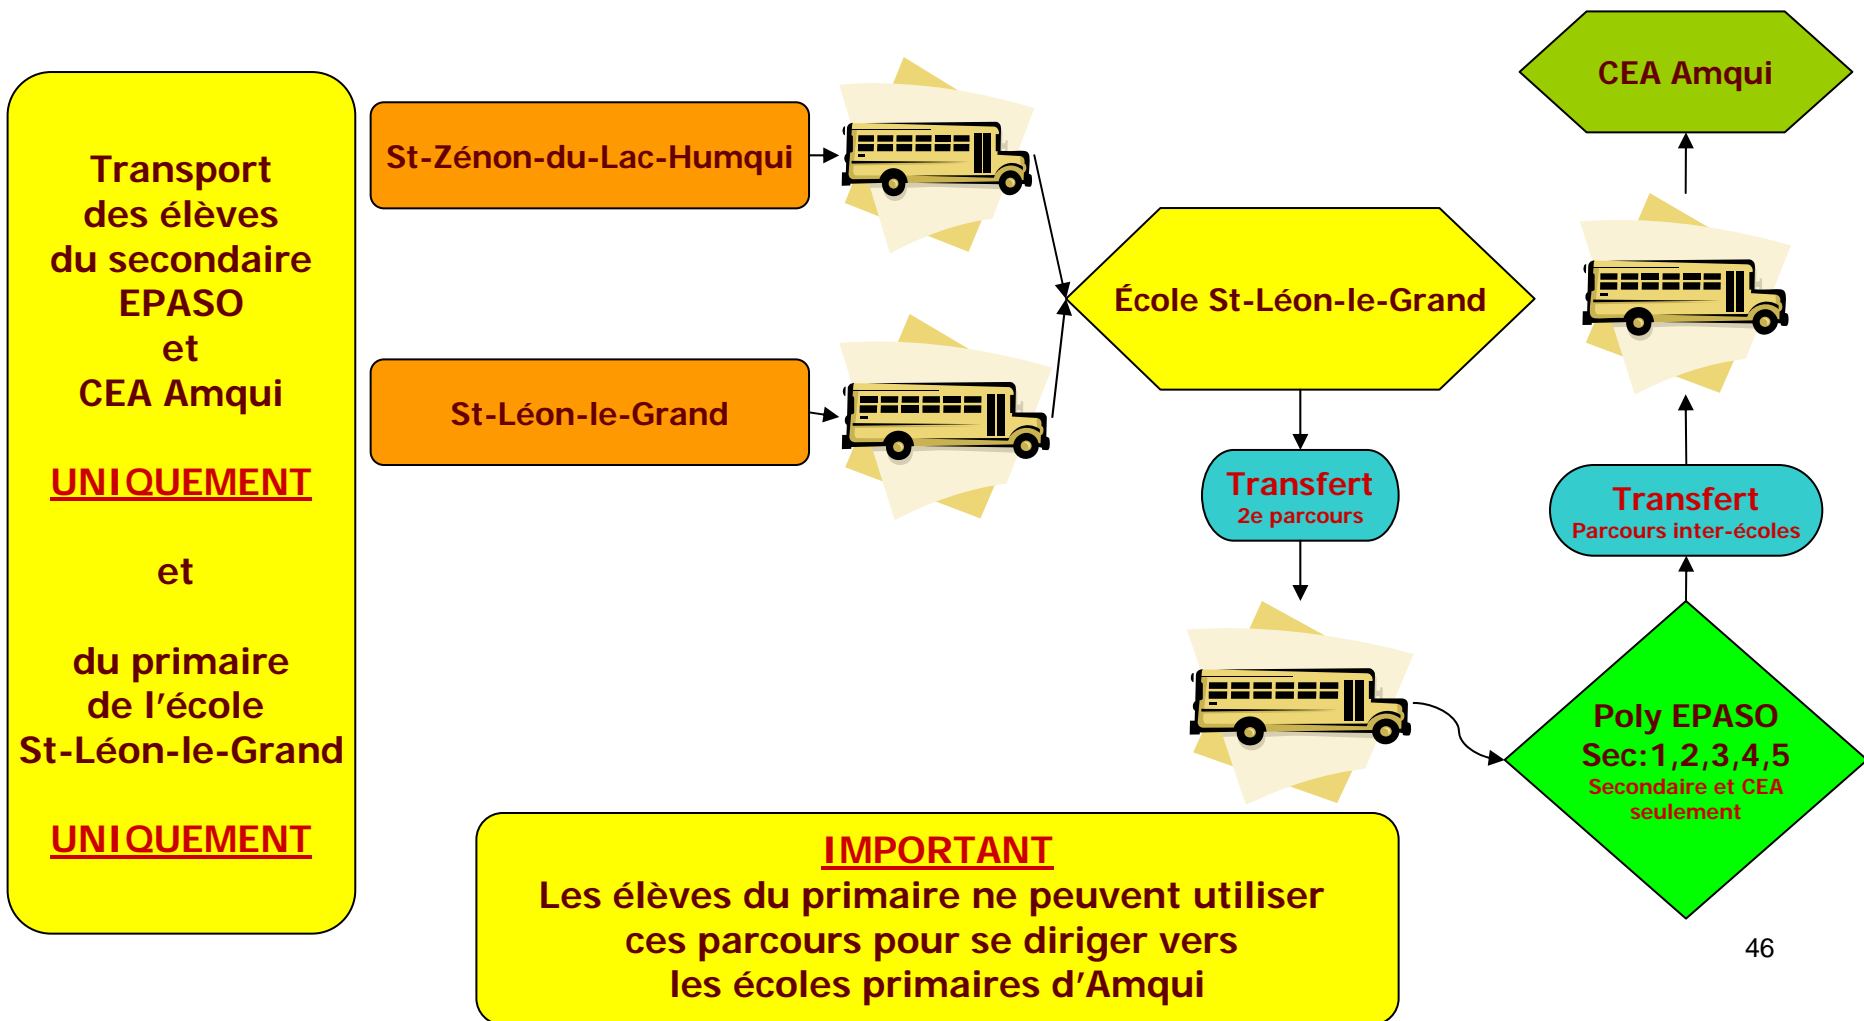 Transport
des élèves
du secondaire
EPASO
et
CEA Amqui
UNIQUEMENT
et
du primaire
de l’école
St-Léon-le-Grand
UNIQUEMENT
St-Zénon-du-Lac-Humqui
St-Léon-le-Grand
École St-Léon-le-Grand
Transfert
2e parcours
CEA Amqui
Transfert
Parcours inter-écoles
Poly EPASO
Sec:1,2,3,4,5
Secondaire et CEA
seulement
IMPORTANT
Les élèves du primaire ne peuvent utiliser
ces parcours pour se diriger vers
les écoles primaires d’Amqui
46